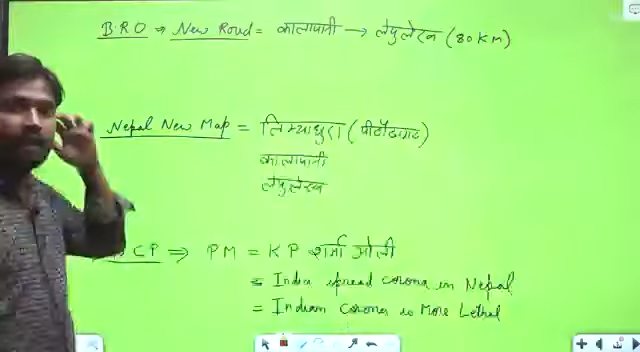 B.R.O ⇒ New Road = कालापानी → लेपुलेख (80 KM)
Nepal New Map = लिम्पाधुरा (पीठौढागढ)
कालापानी
लेपुलेख
CP ⇒ PM = KP शर्मा ओली
= India spread corona in Nepal
= Indian corona is More Lethal